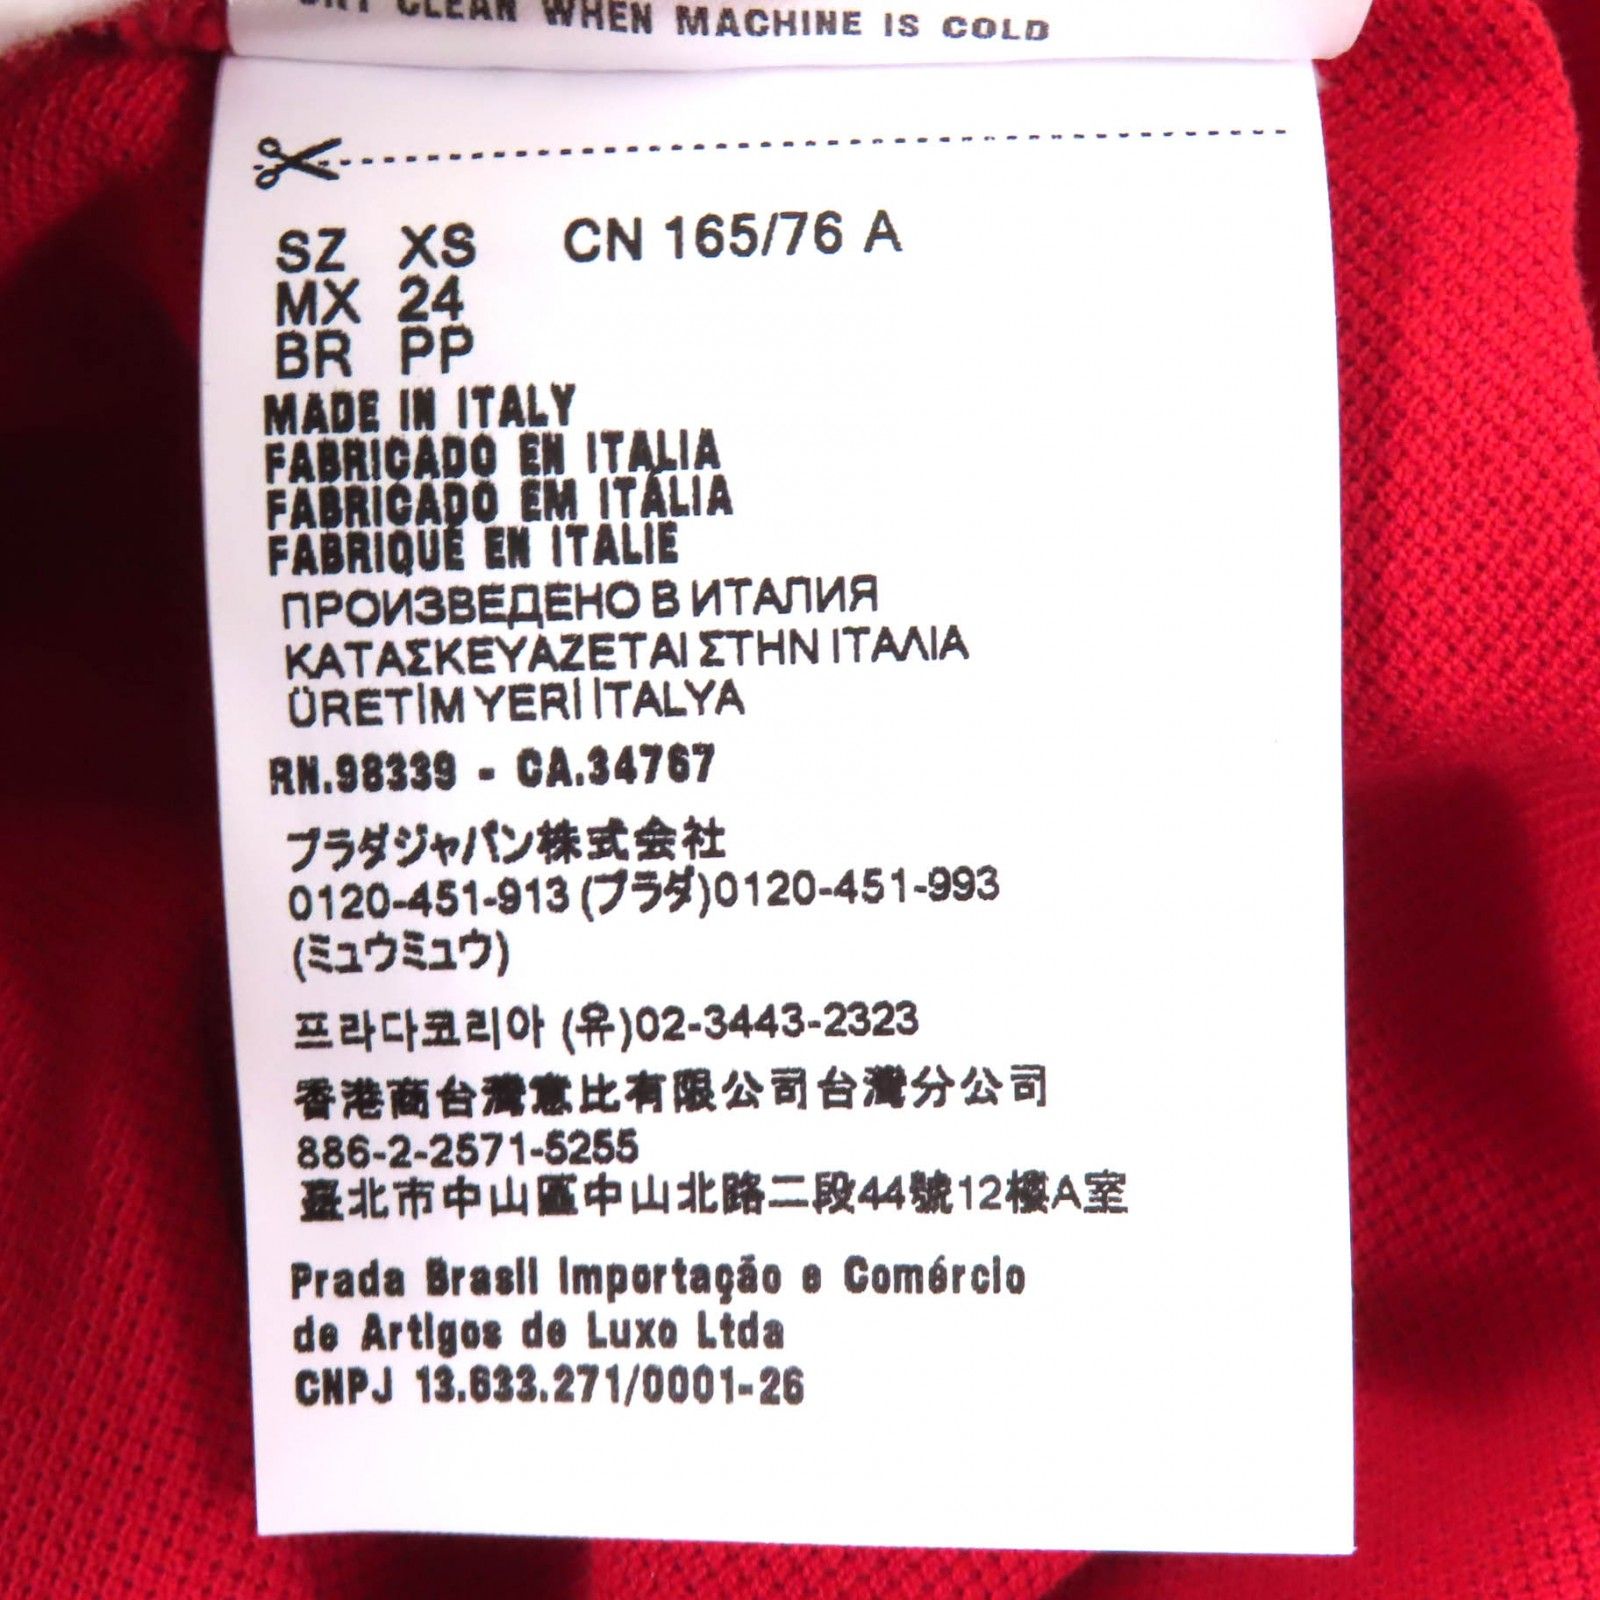 DRY CLEAN WHEN MACHINE IS COLD
SZ XS CN 165/76 A
MX 24
BR PP
MADE IN ITALY
FABRICADO EN ITALIA
FABRICADO EM ITÁLIA
FABRIQUÉ EN ITALIE
ПРОИЗВЕДЕНО В ИТАЛИЯ
ΚΑΤΑΣΚΕΥΑΖΕΤΑΙ ΣΤΗΝ ΙΤΑΛΙΑ
ÜRETİM YERİ İTALYA
RN.98339 - CA.34767
プラダジャパン株式会社
0120-451-913 (プラダ)0120-451-993
(ミュウミュウ)
프라다코리아 (유)02-3443-2323
香港商台灣意比有限公司台灣分公司
886-2-2571-5255
臺北市中山區中山北路二段44號12樓A室
Prada Brasil Importação e Comércio
de Artigos de Luxo Ltda
CNPJ 13.633.271/0001-26